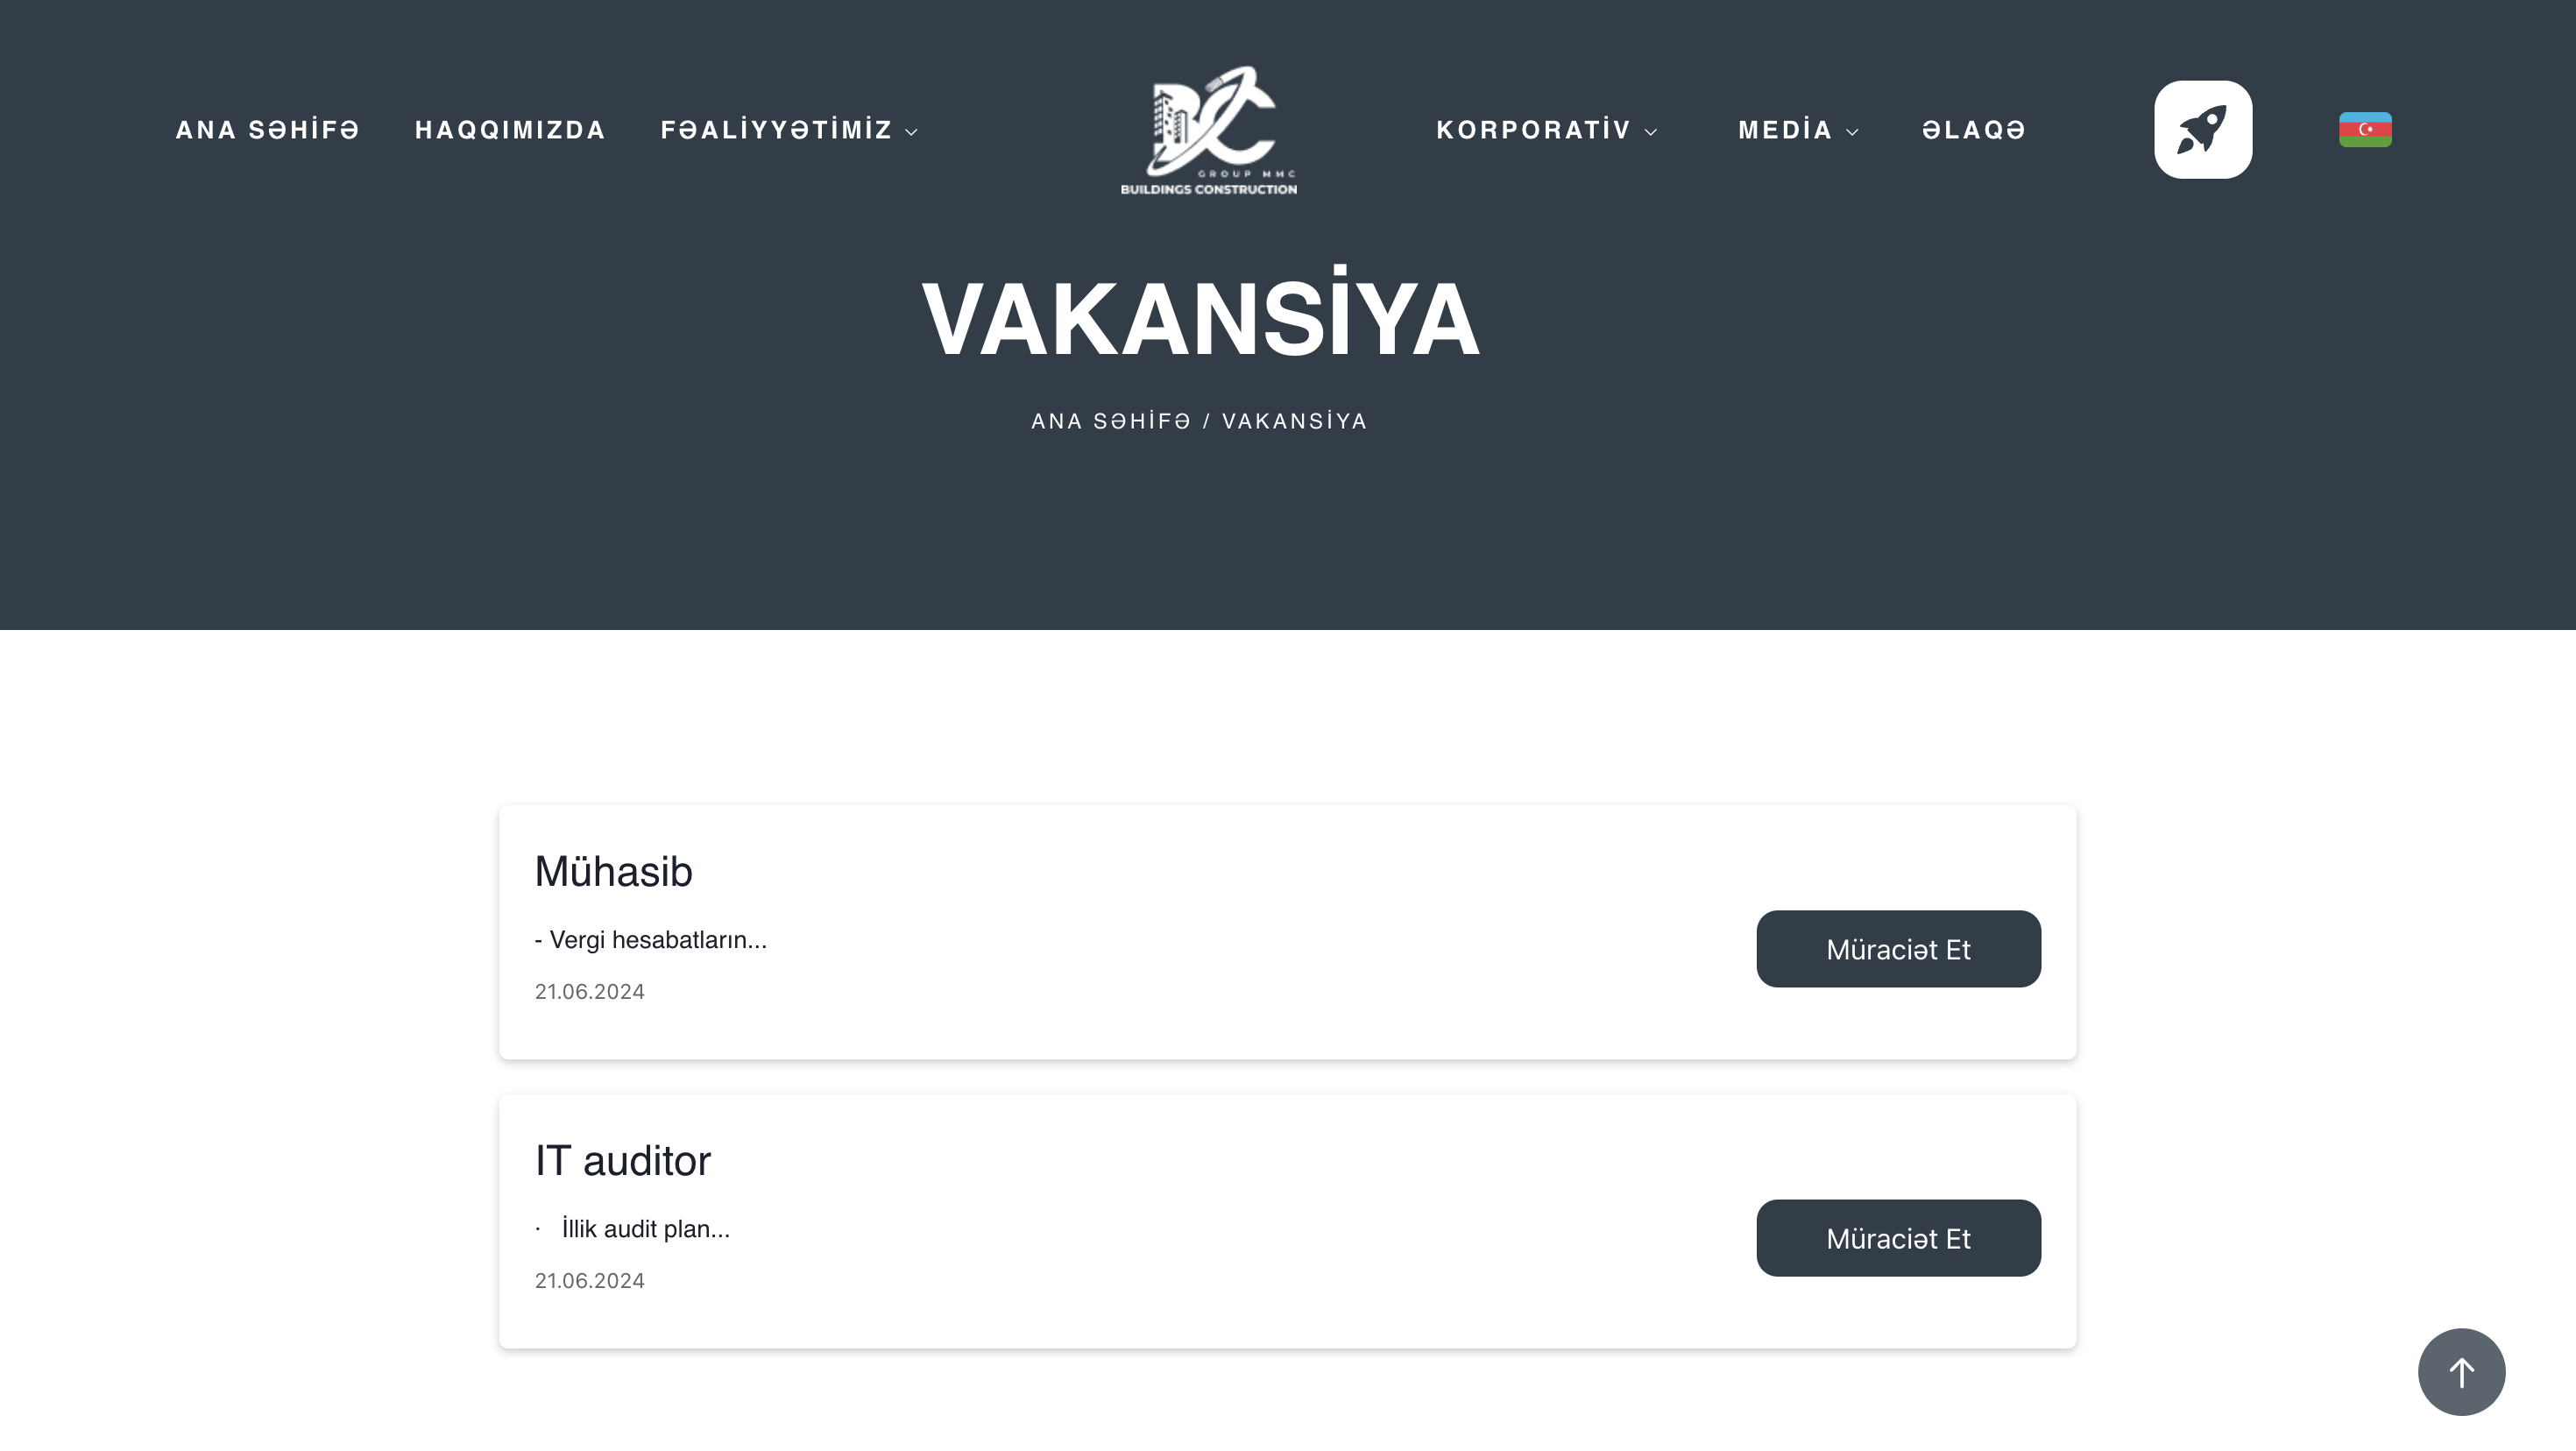 ANA SƏHİFƏ HAQQIMIZDA FƏALİYYƏTİMİZ
BC
GROUP MMC
BUILDINGS CONSTRUCTION
KORPORATİV MEDİA ƏLAQƏ
VAKANSİYA
ANA SƏHİFƏ / VAKANSİYA
Mühasib
- Vergi hesabatların...
21.06.2024
Müraciət Et
IT auditor
· İllik audit plan...
21.06.2024
Müraciət Et